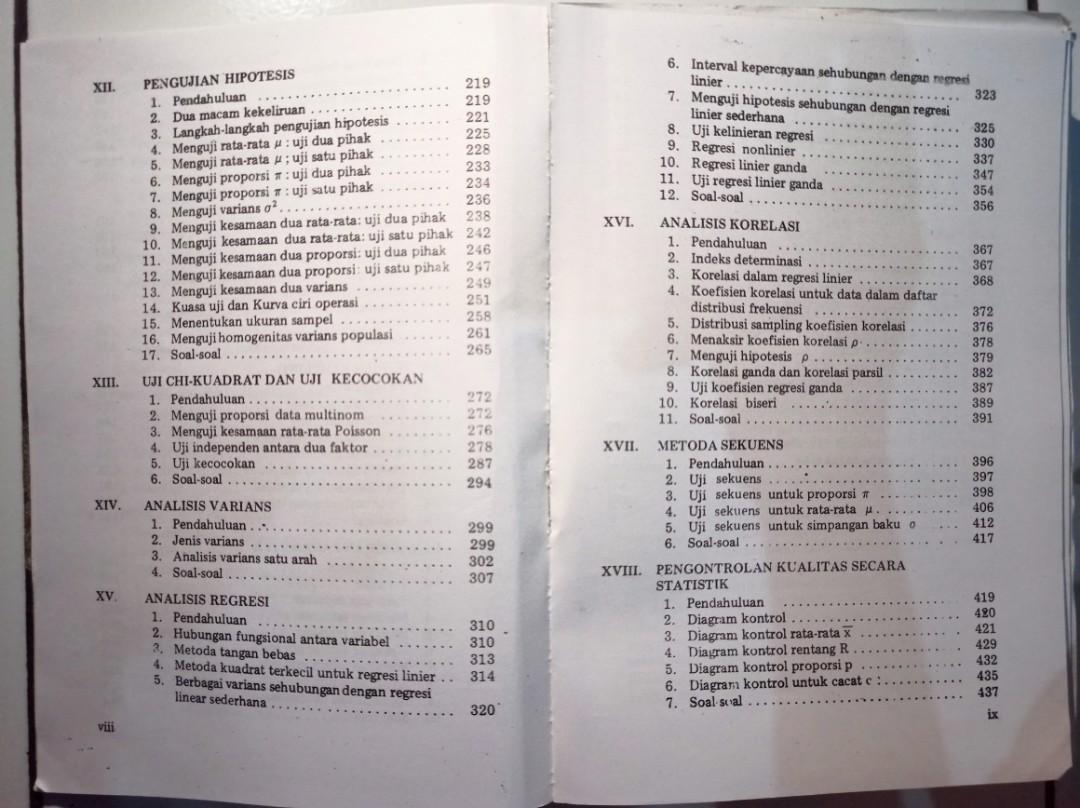 XII. PENGUJIAN HIPOTESIS
1. Pendahuluan 219
2. Dua macam kekeliruan 219
3. Langkah-langkah pengujian hipotesis 221
4. Menguji rata-rata μ : uji dua pihak 225
5. Menguji rata-rata μ ; uji satu pihak 228
6. Menguji proporsi π : uji dua pihak 233
7. Menguji proporsi π : uji satu pihak 234
8. Menguji varians σ² 236
9. Menguji kesamaan dua rata-rata: uji dua pihak 238
10. Menguji kesamaan dua rata-rata: uji satu pihak 242
11. Menguji kesamaan dua proporsi: uji dua pihak 246
12. Menguji kesamaan dua proporsi: uji satu pihak 247
13. Menguji kesamaan dua varians 249
14. Kuasa uji dan Kurva ciri operasi 251
15. Menentukan ukuran sampel 258
16. Menguji homogenitas varians populasi 261
17. Soal-soal 265
XIII. UJI CHI-KUADRAT DAN UJI KECOCOKAN
1. Pendahuluan 272
2. Menguji proporsi data multinom 272
3. Menguji kesamaan rata-rata Poisson 276
4. Uji independen antara dua faktor 278
5. Uji kecocokan 287
6. Soal-soal 294
XIV. ANALISIS VARIANS
1. Pendahuluan 299
2. Jenis varians 299
3. Analisis varians satu arah 302
4. Soal-soal 307
XV. ANALISIS REGRESI
1. Pendahuluan 310
2. Hubungan fungsional antara variabel 310
3. Metoda tangan bebas 313
4. Metoda kuadrat terkecil untuk regresi linier 314
5. Berbagai varians sehubungan dengan regresi
linear sederhana 320
viii
6. Interval kepercayaan sehubungan dengan regresi
linier 323
7. Menguji hipotesis sehubungan dengan regresi
linier sederhana 325
8. Uji kelinieran regresi 330
9. Regresi nonlinier 337
10. Regresi linier ganda 347
11. Uji regresi linier ganda 354
12. Soal-soal 356
XVI. ANALISIS KORELASI
1. Pendahuluan 367
2. Indeks determinasi 367
3. Korelasi dalam regresi linier 368
4. Koefisien korelasi untuk data dalam daftar
distribusi frekuensi 372
5. Distribusi sampling koefisien korelasi 376
6. Menaksir koefisien korelasi ρ 378
7. Menguji hipotesis ρ 379
8. Korelasi ganda dan korelasi parsil 382
9. Uji koefisien regresi ganda 387
10. Korelasi biseri 389
11. Soal-soal 391
XVII. METODA SEKUENS
1. Pendahuluan 396
2. Uji sekuens 397
3. Uji sekuens untuk proporsi π 398
4. Uji sekuens untuk rata-rata μ 406
5. Uji sekuens untuk simpangan baku σ 412
6. Soal-soal 417
XVIII. PENGONTROLAN KUALITAS SECARA
STATISTIK
1. Pendahuluan 419
2. Diagram kontrol 420
3. Diagram kontrol rata-rata x̄ 421
4. Diagram kontrol rentang R 429
5. Diagram kontrol proporsi p 432
6. Diagram kontrol untuk cacat c 435
7. Soal-soal 437
ix